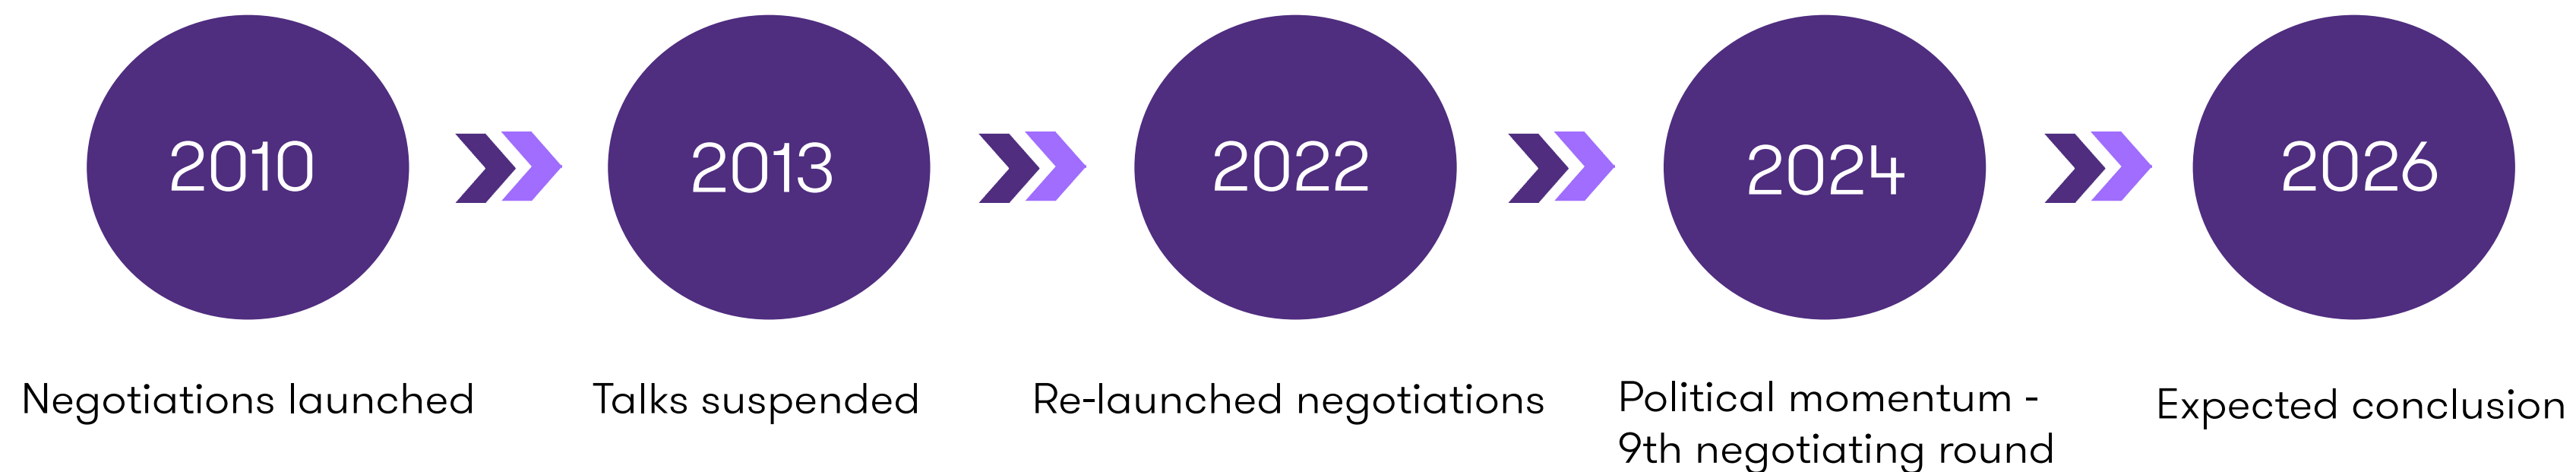 2010
2013
2022
2024
2026
Negotiations launched
Talks suspended
Re-launched negotiations
Political momentum -
9th negotiating round
Expected conclusion